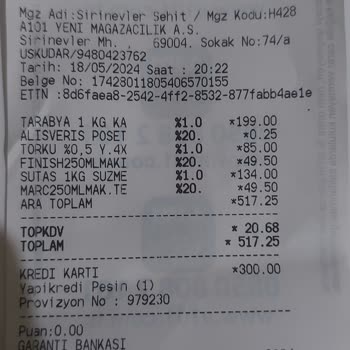 Mgz Adi:Sirinevler Sehit / Mgz Kodu:H428
A101 YENI MAGAZACILIK A.S.
Sirinevler Mh. , 69004. Sokak No:74/a
USKUDAR/9480423762
Tarih: 18/05/2024 Saat : 20:22
Belge No: 17428011805406570155
ETTN :8d6faea8-2542-4ff2-8532-877fabb4ae1e
TARABYA 1 KG KA %1.0 *199.00
ALISVERIS POSET %20. *0.25
TORKU %0,5 Y.4X %1.0 *85.00
FINISH250MLMAKI %20. *49.50
SUTAS 1KG SUZME %1.0 *134.00
MARC250MLMAK.TE %20. *49.50
ARA TOPLAM *517.25
TOPKDV * 20.68
TOPLAM * 517.25
KREDI KARTI *300.00
Yapikredi Pesin (1)
Provizyon No : 979230
Puan:0.00
GARANTI BANKASI